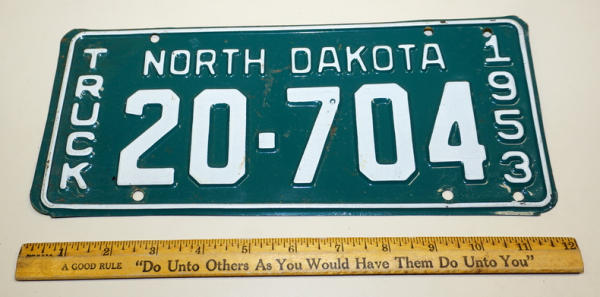 TRUCK
NORTH DAKOTA
20-704
1953
1 2 3 4 5 6 7 8 9 10 11 12
A GOOD RULE "Do Unto Others As You Would Have Them Do Unto You"